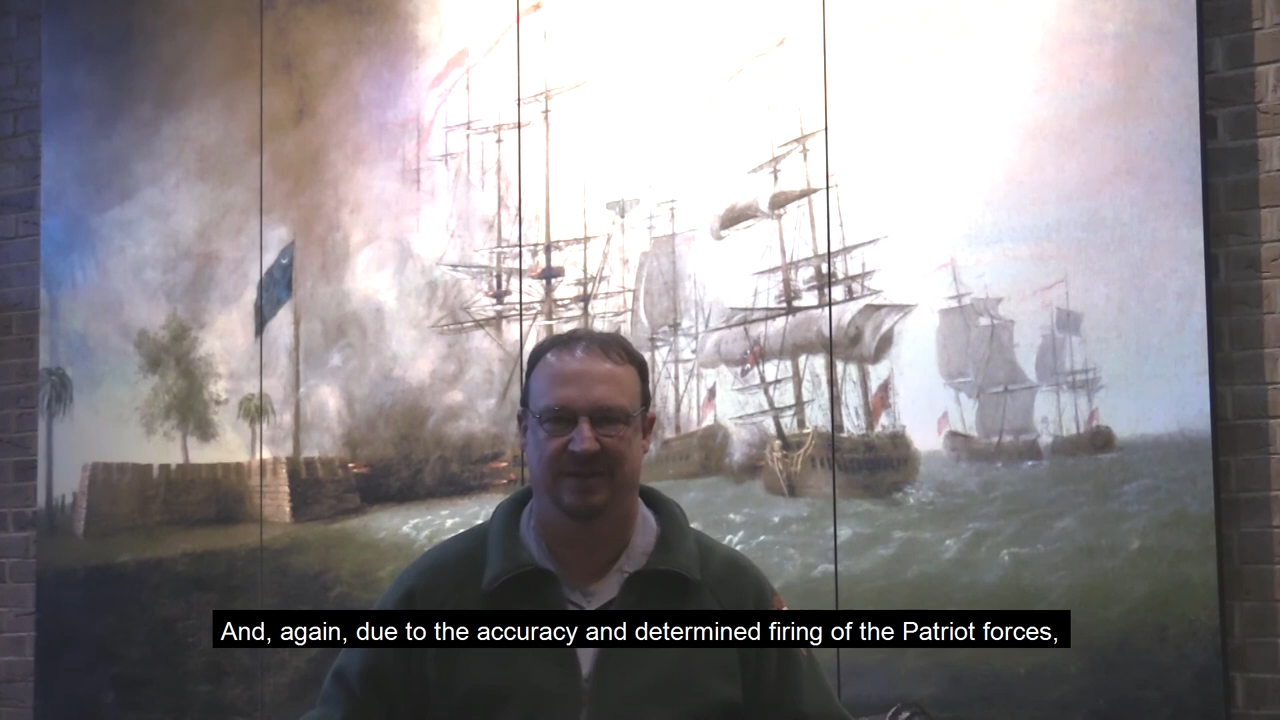 And, again, due to the accuracy and determined firing of the Patriot forces,